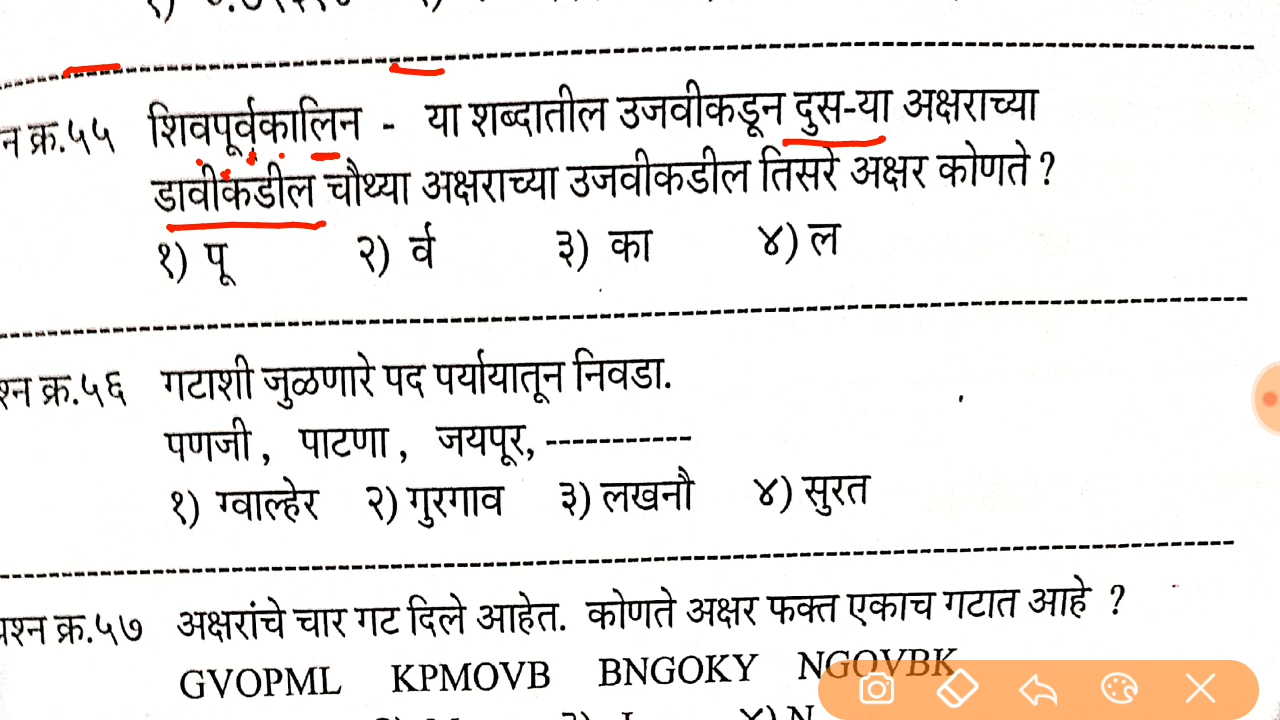 न क्र.५५ शिवपूर्वकालिन - या शब्दातील उजवीकडून दुस-या अक्षराच्या
डावीकडील चौथ्या अक्षराच्या उजवीकडील तिसरे अक्षर कोणते ?
१) पू २) र्व ३) का ४) ल
श्न क्र.५६ गटाशी जुळणारे पद पर्यायातून निवडा.
पणजी , पाटणा , जयपूर, -----------
१) ग्वाल्हेर २) गुरगाव ३) लखनौ ४) सुरत
प्रश्न क्र.५७ अक्षरांचे चार गट दिले आहेत. कोणते अक्षर फक्त एकाच गटात आहे ?
GVOPML KPMOVB BNGOKY NGOVBK
४) N